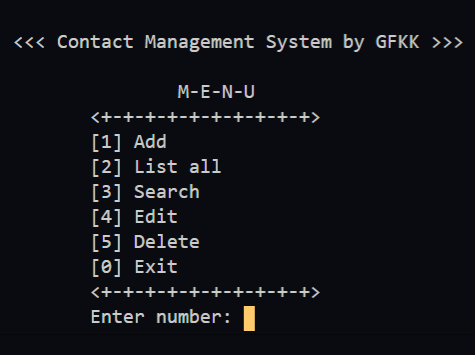 <<< Contact Management System by GFKK >>>
M-E-N-U
<+-+-+-+-+-+-+-+-+-+->
[1] Add
[2] List all
[3] Search
[4] Edit
[5] Delete
[0] Exit
<+-+-+-+-+-+-+-+-+-+->
Enter number: